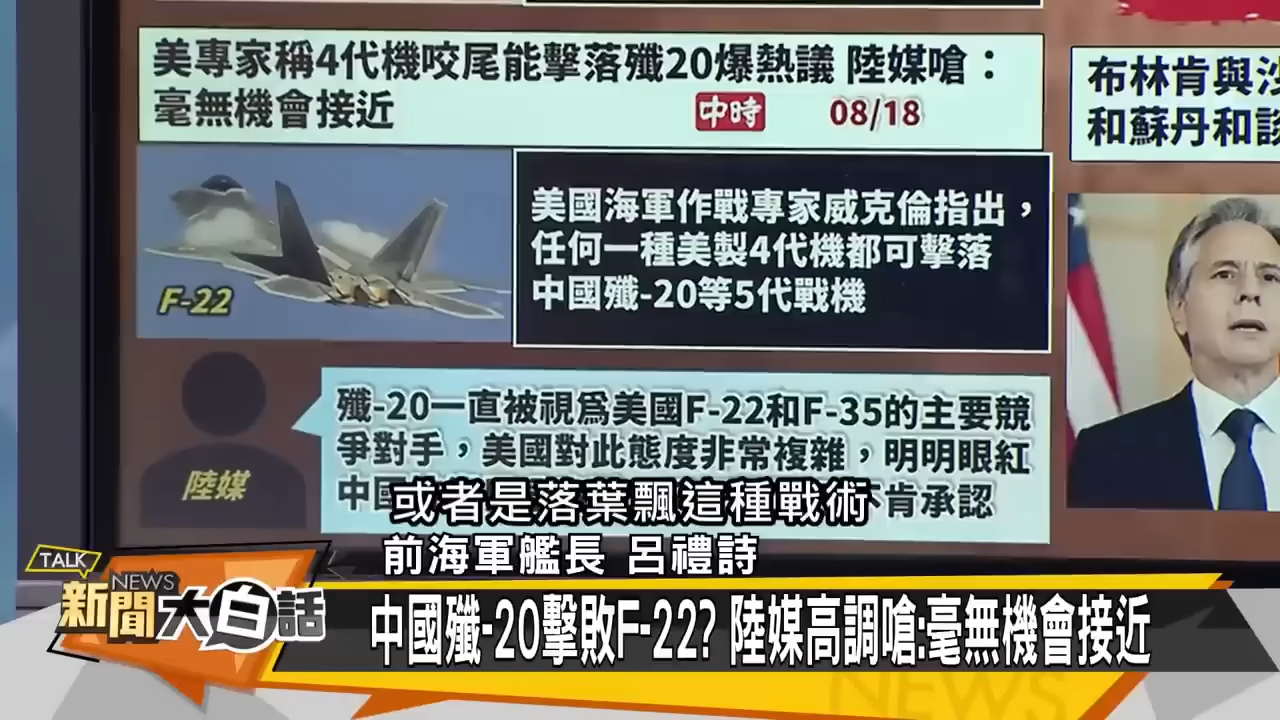 美專家稱4代機咬尾能擊落殲20爆熱議 陸媒嗆：
毫無機會接近
中時 08/18
布林肯與沙
和蘇丹和談
F-22
美國海軍作戰專家威克倫指出，
任何一種美製4代機都可擊落
中國殲-20等5代戰機
陸媒
殲-20一直被視為美國F-22和F-35的主要競
爭對手，美國對此態度非常複雜，明明眼紅
中國
不肯承認
或者是落葉飄這種戰術
前海軍艦長 呂禮詩
TALK
NEWS
新聞大白話
中國殲-20擊敗F-22? 陸媒高調嗆:毫無機會接近
NEWS